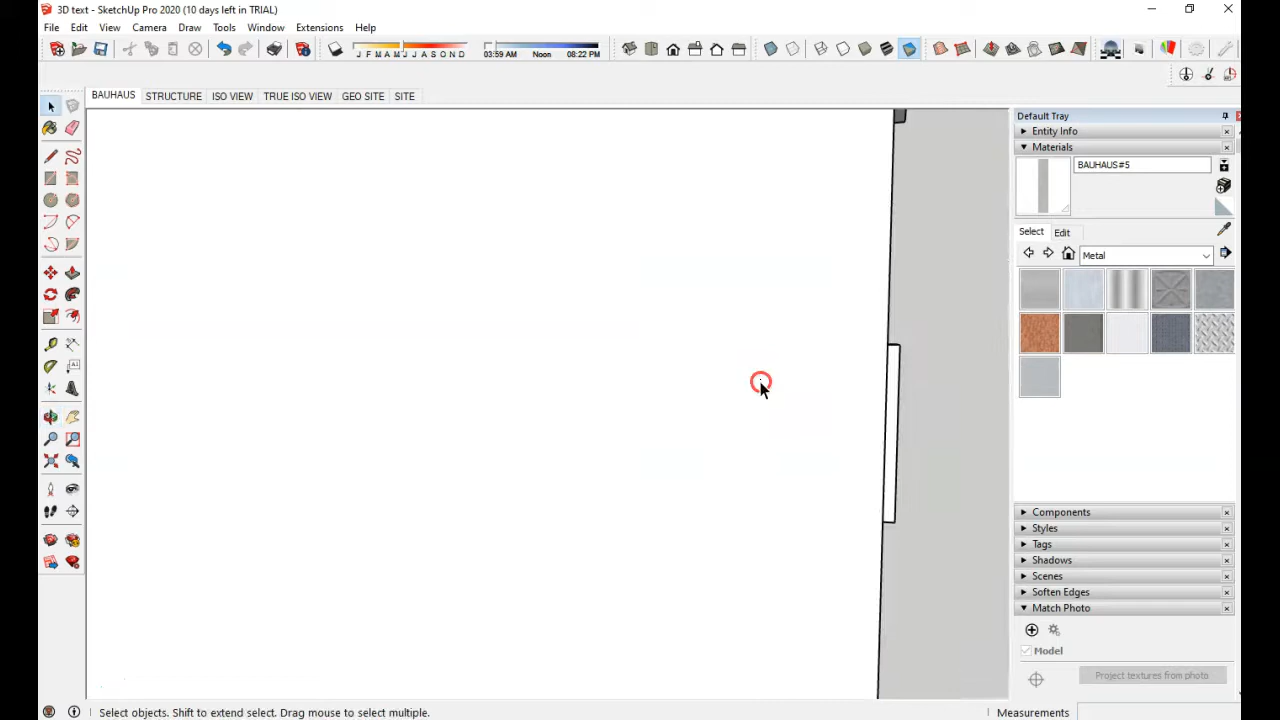 3D text - SketchUp Pro 2020 (10 days left in TRIAL)
File Edit View Camera Draw Tools Window Extensions Help
J F M A M J J A S O N D 03:59 AM Noon 08:22 PM
BAUHAUS STRUCTURE ISO VIEW TRUE ISO VIEW GEO SITE SITE
Default Tray
Entity Info
Materials
BAUHAUS#5
Select Edit
Metal
A1
Components
Styles
Tags
Shadows
Scenes
Soften Edges
Match Photo
Model
Project textures from photo
Select objects. Shift to extend select. Drag mouse to select multiple. Measurements